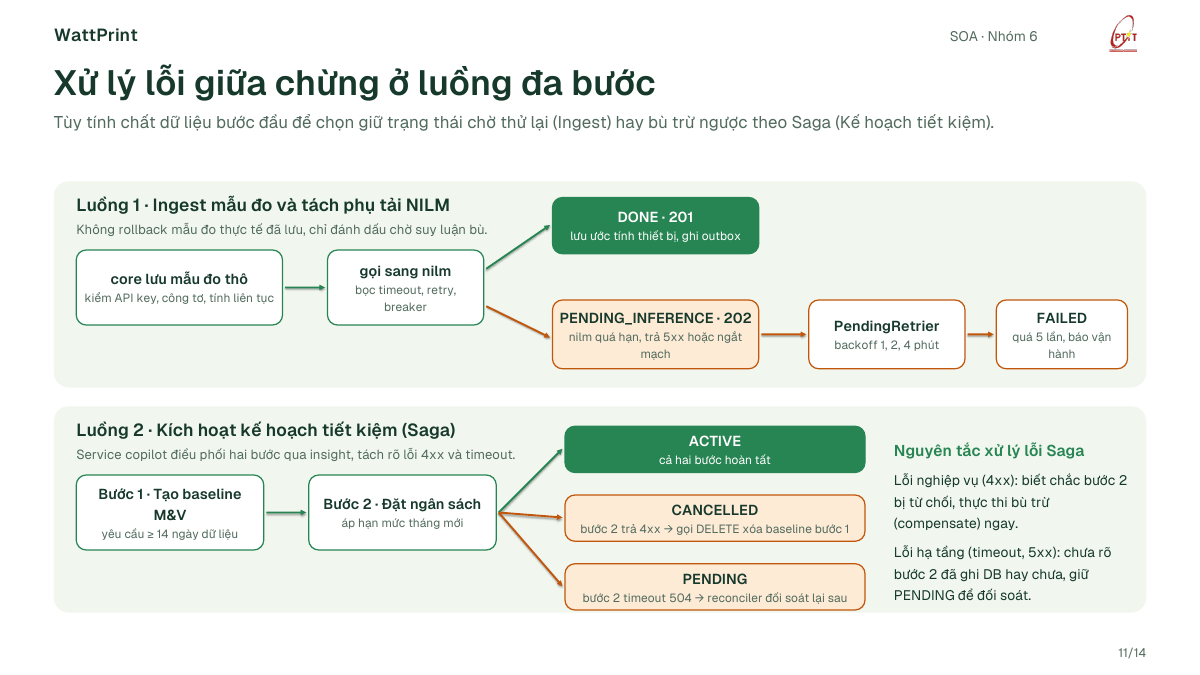 WattPrint
SOA · Nhóm 6
PTIT
Xử lý lỗi giữa chừng ở luồng đa bước
Tùy tính chất dữ liệu bước đầu để chọn giữ trạng thái chờ thử lại (Ingest) hay bù trừ ngược theo Saga (Kế hoạch tiết kiệm).
Luồng 1 · Ingest mẫu đo và tách phụ tải NILM
Không rollback mẫu đo thực tế đã lưu, chỉ đánh dấu chờ suy luận bù.
core lưu mẫu đo thô
kiểm API key, công tơ, tính liên tục
gọi sang nilm
bọc timeout, retry,
breaker
DONE · 201
lưu ước tính thiết bị, ghi outbox
PENDING_INFERENCE · 202
nilm quá hạn, trả 5xx hoặc ngắt
mạch
PendingRetrier
backoff 1, 2, 4 phút
FAILED
quá 5 lần, báo vận
hành
Luồng 2 · Kích hoạt kế hoạch tiết kiệm (Saga)
Service copilot điều phối hai bước qua insight, tách rõ lỗi 4xx và timeout.
Bước 1 · Tạo baseline
M&V
yêu cầu ≥ 14 ngày dữ liệu
Bước 2 · Đặt ngân sách
áp hạn mức tháng mới
ACTIVE
cả hai bước hoàn tất
CANCELLED
bước 2 trả 4xx → gọi DELETE xóa baseline bước 1
PENDING
bước 2 timeout 504 → reconciler đối soát lại sau
Nguyên tắc xử lý lỗi Saga
Lỗi nghiệp vụ (4xx): biết chắc bước 2
bị từ chối, thực thi bù trừ
(compensate) ngay.
Lỗi hạ tầng (timeout, 5xx): chưa rõ
bước 2 đã ghi DB hay chưa, giữ
PENDING để đối soát.
11/14